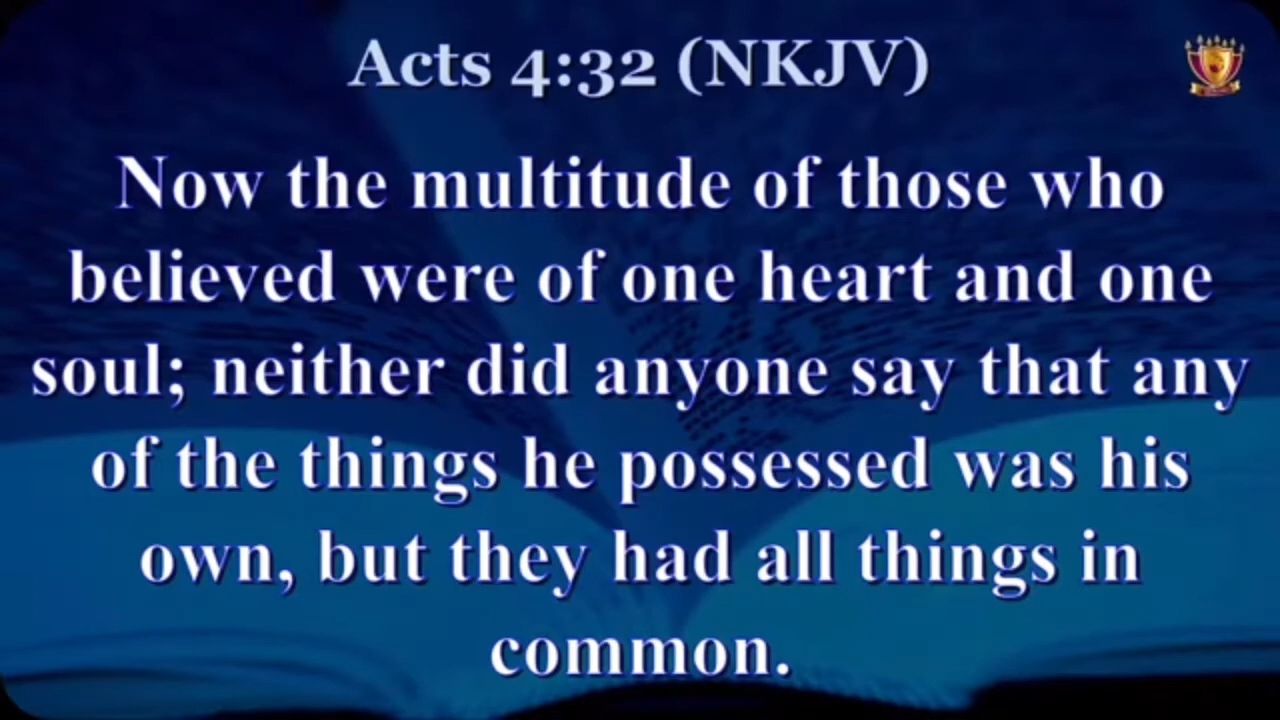 Acts 4:32 (NKJV)
Now the multitude of those who
believed were of one heart and one
soul; neither did anyone say that any
of the things he possessed was his
own, but they had all things in
common.